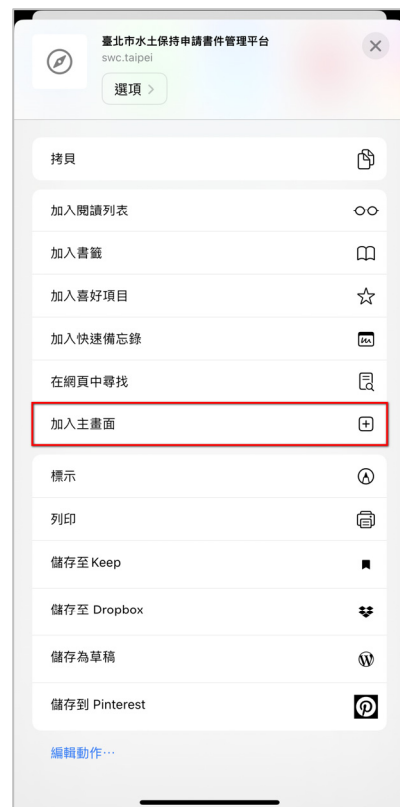 臺北市水土保持申請書件管理平台
swc.taipei
選項 >
拷貝
加入閱讀列表
加入書籤
加入喜好項目
加入快速備忘錄
在網頁中尋找
加入主畫面
標示
列印
儲存至 Keep
儲存至 Dropbox
儲存為草稿
儲存到 Pinterest
編輯動作⋯